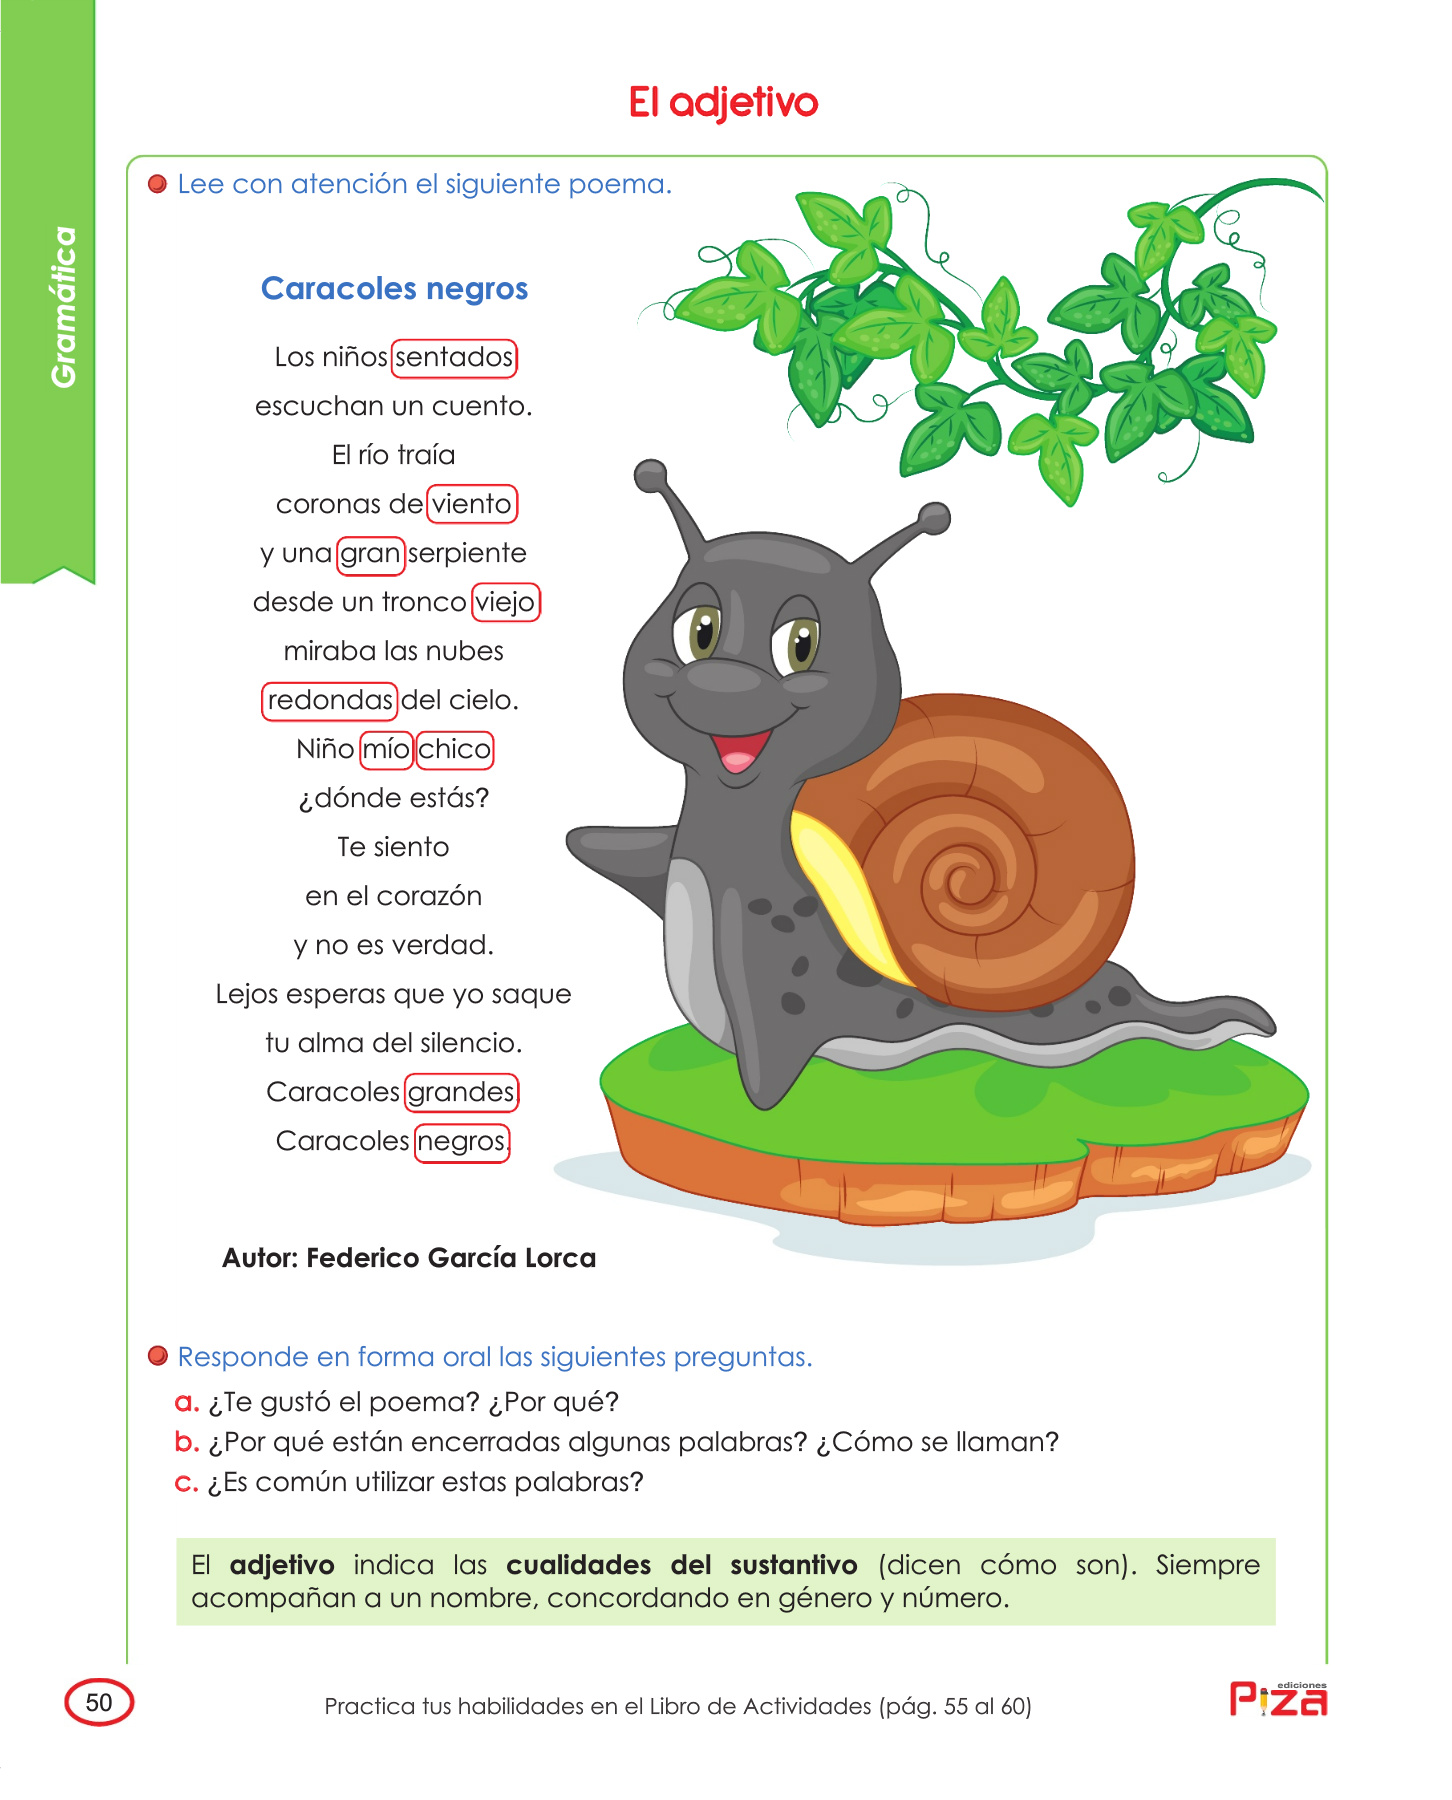 El adjetivo
Gramática
Lee con atención el siguiente poema.
Caracoles negros
Los niños sentados
escuchan un cuento.
El río traía
coronas de viento
y una gran serpiente
desde un tronco viejo
miraba las nubes
redondas del cielo.
Niño mío chico
¿dónde estás?
Te siento
en el corazón
y no es verdad.
Lejos esperas que yo saque
tu alma del silencio.
Caracoles grandes.
Caracoles negros.
Autor: Federico García Lorca
Responde en forma oral las siguientes preguntas.
a. ¿Te gustó el poema? ¿Por qué?
b. ¿Por qué están encerradas algunas palabras? ¿Cómo se llaman?
c. ¿Es común utilizar estas palabras?
El adjetivo indica las cualidades del sustantivo (dicen cómo son). Siempre
acompañan a un nombre, concordando en género y número.
50
Practica tus habilidades en el Libro de Actividades (pág. 55 al 60)
ediciones
Piza